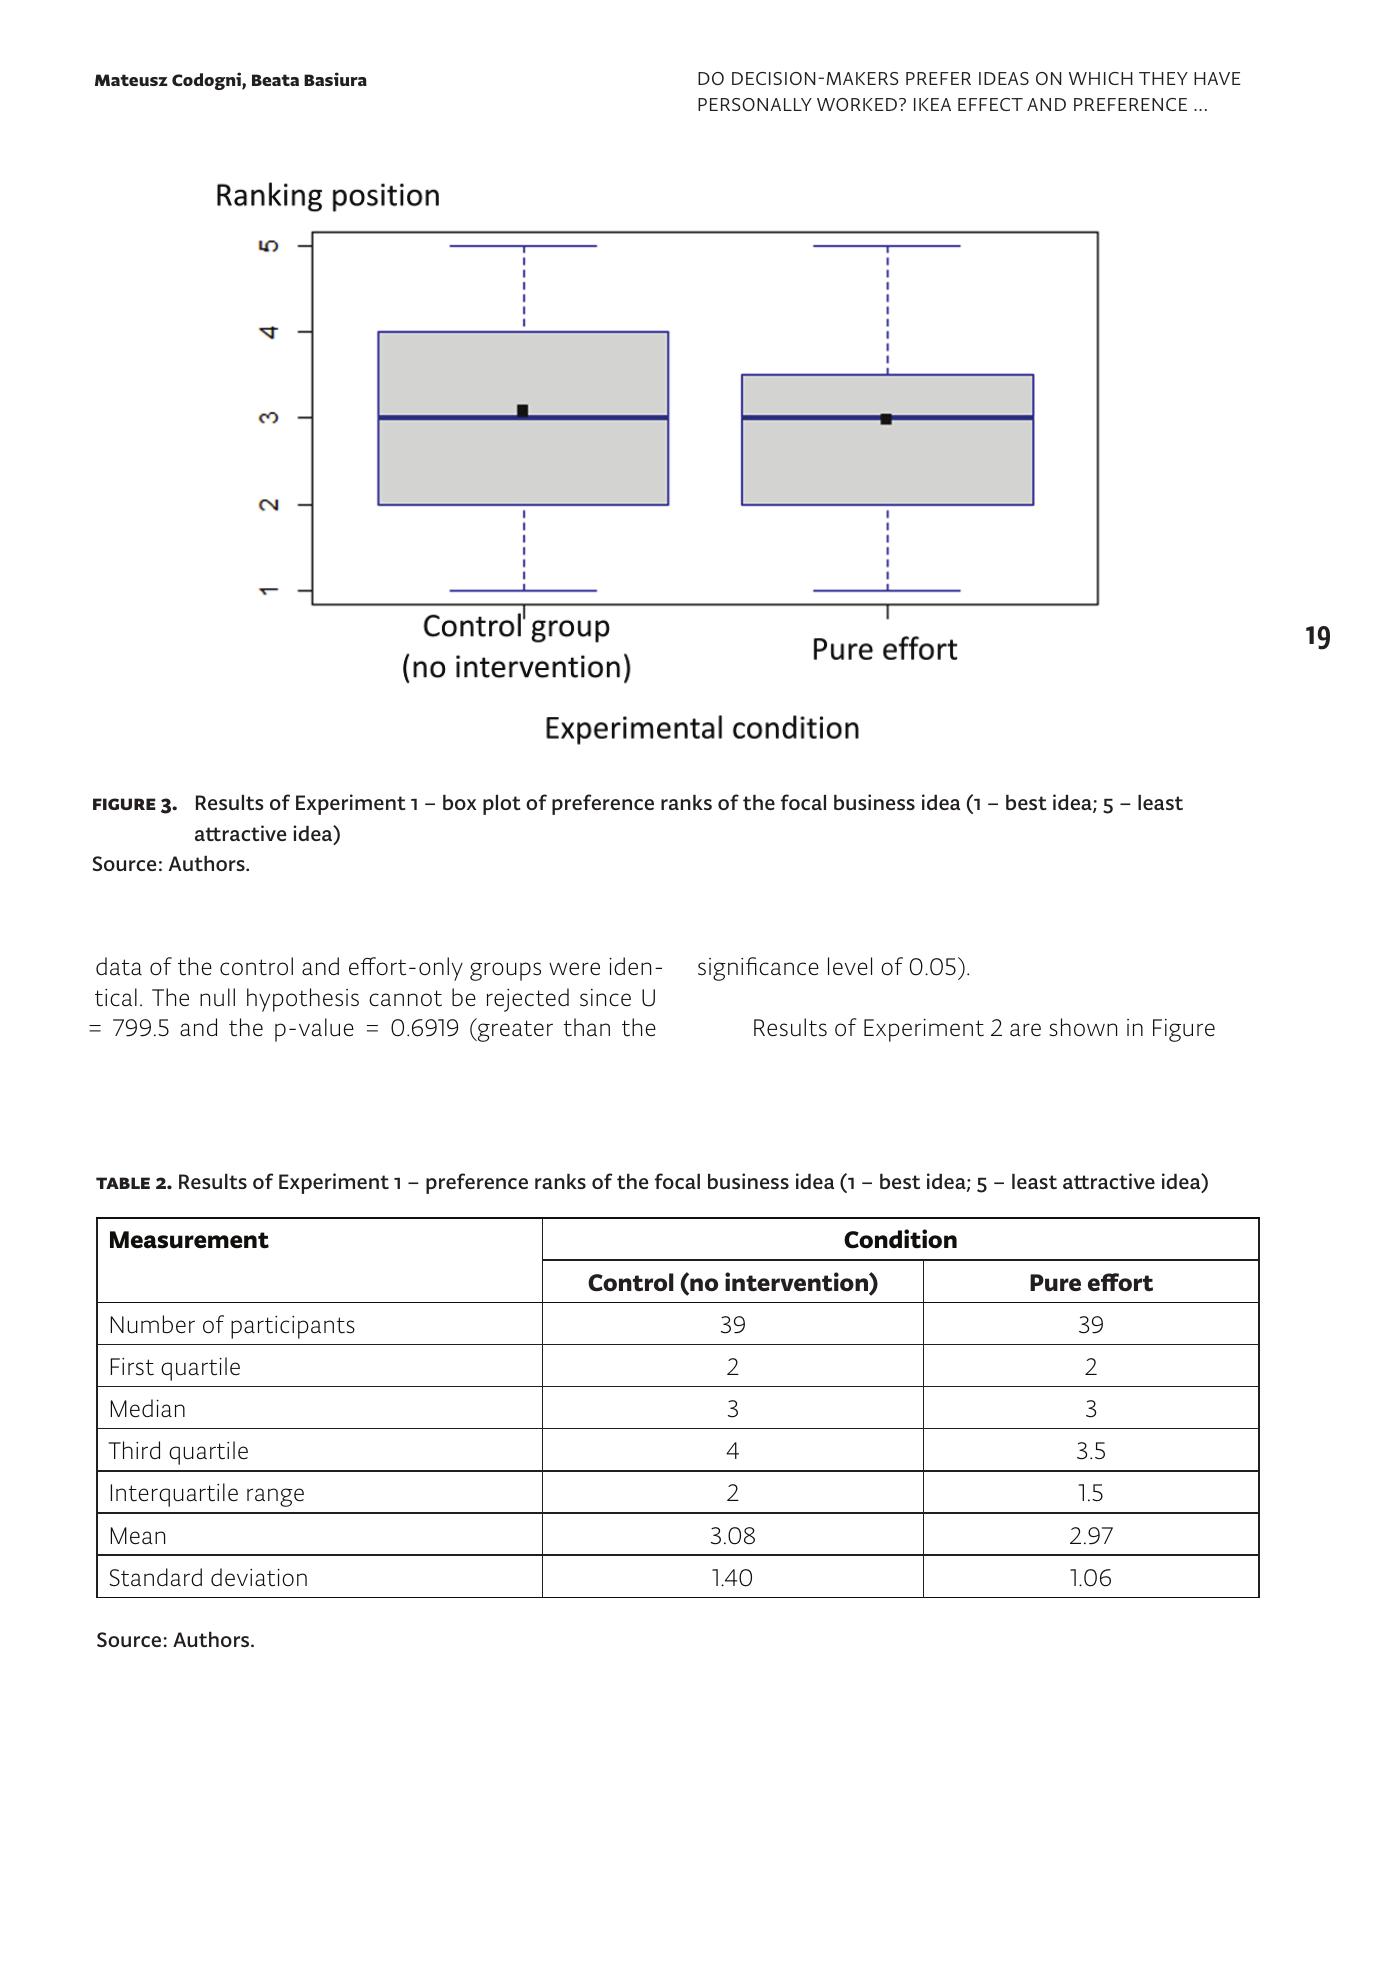 Mateusz Codogni, Beata Basiura
DO DECISION-MAKERS PREFER IDEAS ON WHICH THEY HAVE
PERSONALLY WORKED? IKEA EFFECT AND PREFERENCE ...
Ranking position
5
4
3
2
1
Control group
(no intervention)
Pure effort
Experimental condition
19
FIGURE 3. Results of Experiment 1 – box plot of preference ranks of the focal business idea (1 – best idea; 5 – least
attractive idea)
Source: Authors.
data of the control and effort-only groups were iden-
tical. The null hypothesis cannot be rejected since U
= 799.5 and the p-value = 0.6919 (greater than the
significance level of 0.05).
Results of Experiment 2 are shown in Figure
TABLE 2. Results of Experiment 1 – preference ranks of the focal business idea (1 – best idea; 5 – least attractive idea)
Measurement Condition
Control (no intervention) Pure effort
Number of participants 39 39
First quartile 2 2
Median 3 3
Third quartile 4 3.5
Interquartile range 2 1.5
Mean 3.08 2.97
Standard deviation 1.40 1.06
Source: Authors.